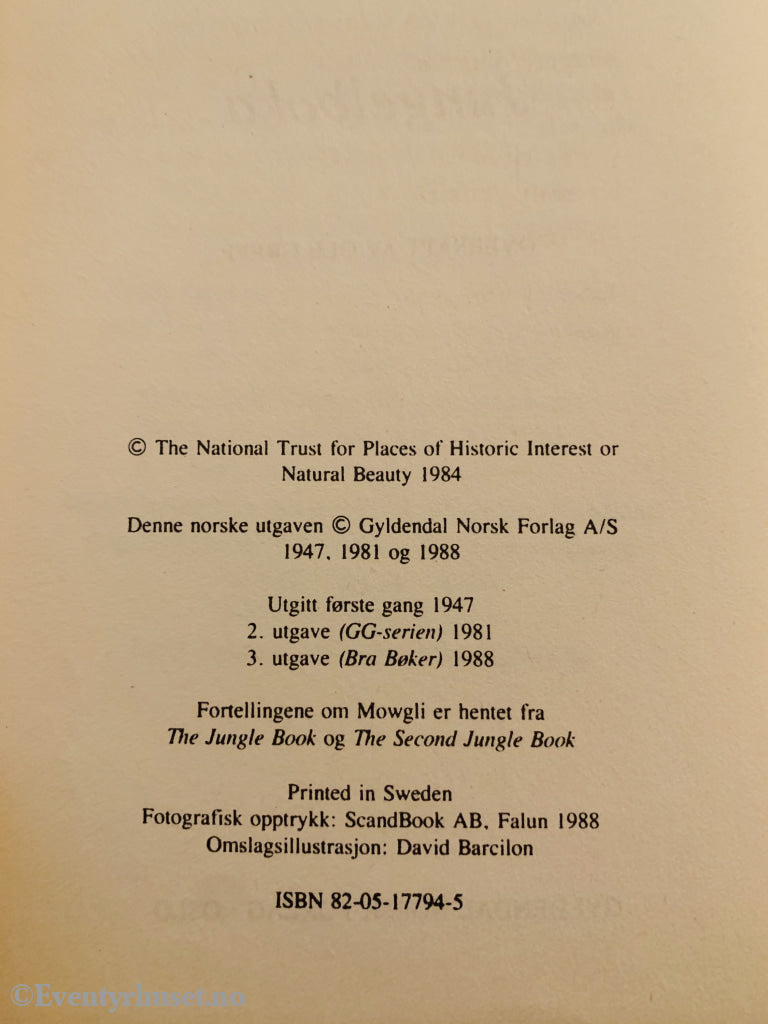 © The National Trust for Places of Historic Interest or
Natural Beauty 1984
Denne norske utgaven © Gyldendal Norsk Forlag A/S
1947, 1981 og 1988
Utgitt første gang 1947
2. utgave (GG-serien) 1981
3. utgave (Bra Bøker) 1988
Fortellingene om Mowgli er hentet fra
The Jungle Book og The Second Jungle Book
Printed in Sweden
Fotografisk opptrykk: ScandBook AB, Falun 1988
Omslagsillustrasjon: David Barcilon
ISBN 82-05-17794-5
©Eventyrhuset.no